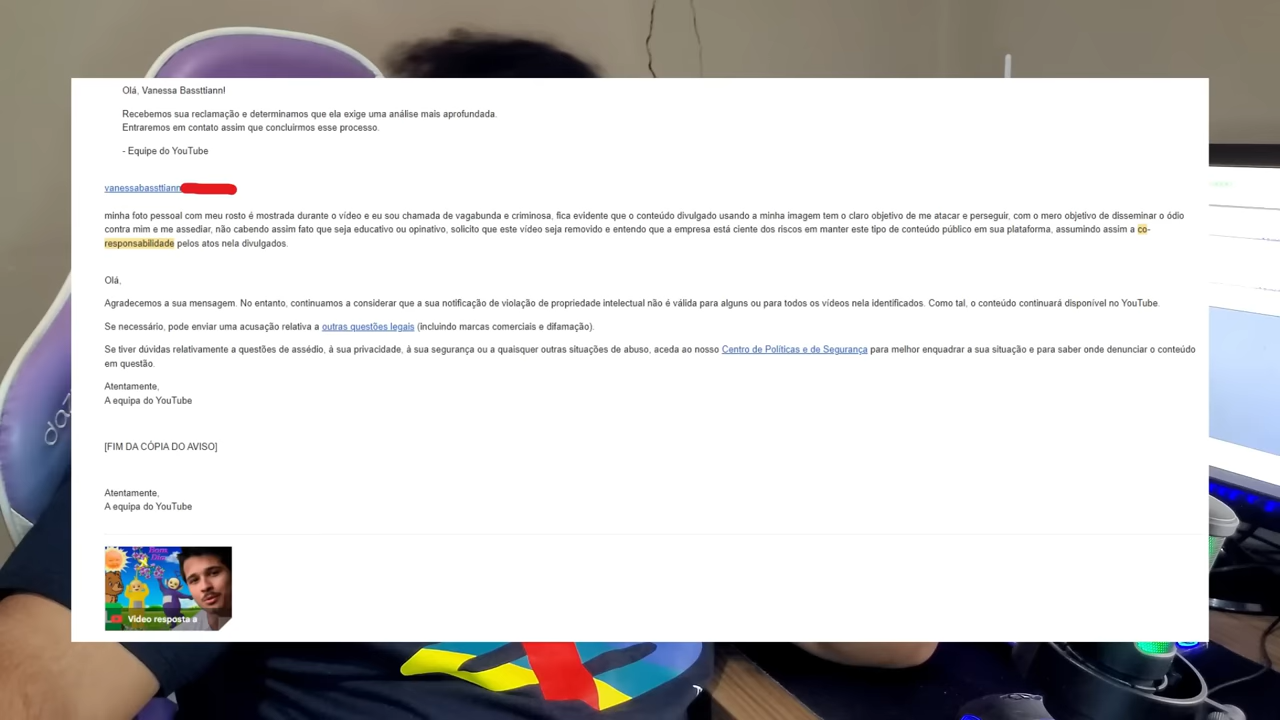 Olá, Vanessa Bassttiann!
Recebemos sua reclamação e determinamos que ela exige uma análise mais aprofundada.
Entraremos em contato assim que concluirmos esse processo.
- Equipe do YouTube
vanessabassttiann
minha foto pessoal com meu rosto é mostrada durante o vídeo e eu sou chamada de vagabunda e criminosa, fica evidente que o conteúdo divulgado usando a minha imagem tem o claro objetivo de me atacar e perseguir, com o mero objetivo de disseminar o ódio
contra mim e me assediar, não cabendo assim fato que seja educativo ou opinativo, solicito que este vídeo seja removido e entendo que a empresa está ciente dos riscos em manter este tipo de conteúdo público em sua plataforma, assumindo assim a co-
responsabilidade pelos atos nela divulgados.
Olá,
Agradecemos a sua mensagem. No entanto, continuamos a considerar que a sua notificação de violação de propriedade intelectual não é válida para alguns ou para todos os vídeos nela identificados. Como tal, o conteúdo continuará disponível no YouTube.
Se necessário, pode enviar uma acusação relativa a outras questões legais (incluindo marcas comerciais e difamação).
Se tiver dúvidas relativamente a questões de assédio, à sua privacidade, à sua segurança ou a quaisquer outras situações de abuso, aceda ao nosso Centro de Políticas e de Segurança para melhor enquadrar a sua situação e para saber onde denunciar o conteúdo
em questão.
Atentamente,
A equipa do YouTube
[FIM DA CÓPIA DO AVISO]
Atentamente,
A equipa do YouTube
Bom
Dia
Vídeo resposta a